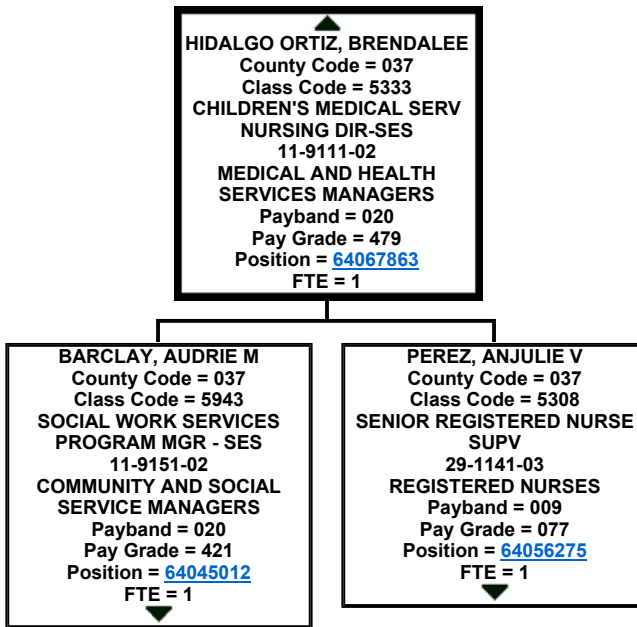 HIDALGO ORTIZ, BRENDALEE
County Code = 037
Class Code = 5333
CHILDREN'S MEDICAL SERV
NURSING DIR-SES
11-9111-02
MEDICAL AND HEALTH
SERVICES MANAGERS
Payband = 020
Pay Grade = 479
Position = 64067863
FTE = 1
BARCLAY, AUDRIE M
County Code = 037
Class Code = 5943
SOCIAL WORK SERVICES
PROGRAM MGR - SES
11-9151-02
COMMUNITY AND SOCIAL
SERVICE MANAGERS
Payband = 020
Pay Grade = 421
Position = 64045012
FTE = 1
PEREZ, ANJULIE V
County Code = 037
Class Code = 5308
SENIOR REGISTERED NURSE
SUPV
29-1141-03
REGISTERED NURSES
Payband = 009
Pay Grade = 077
Position = 64056275
FTE = 1